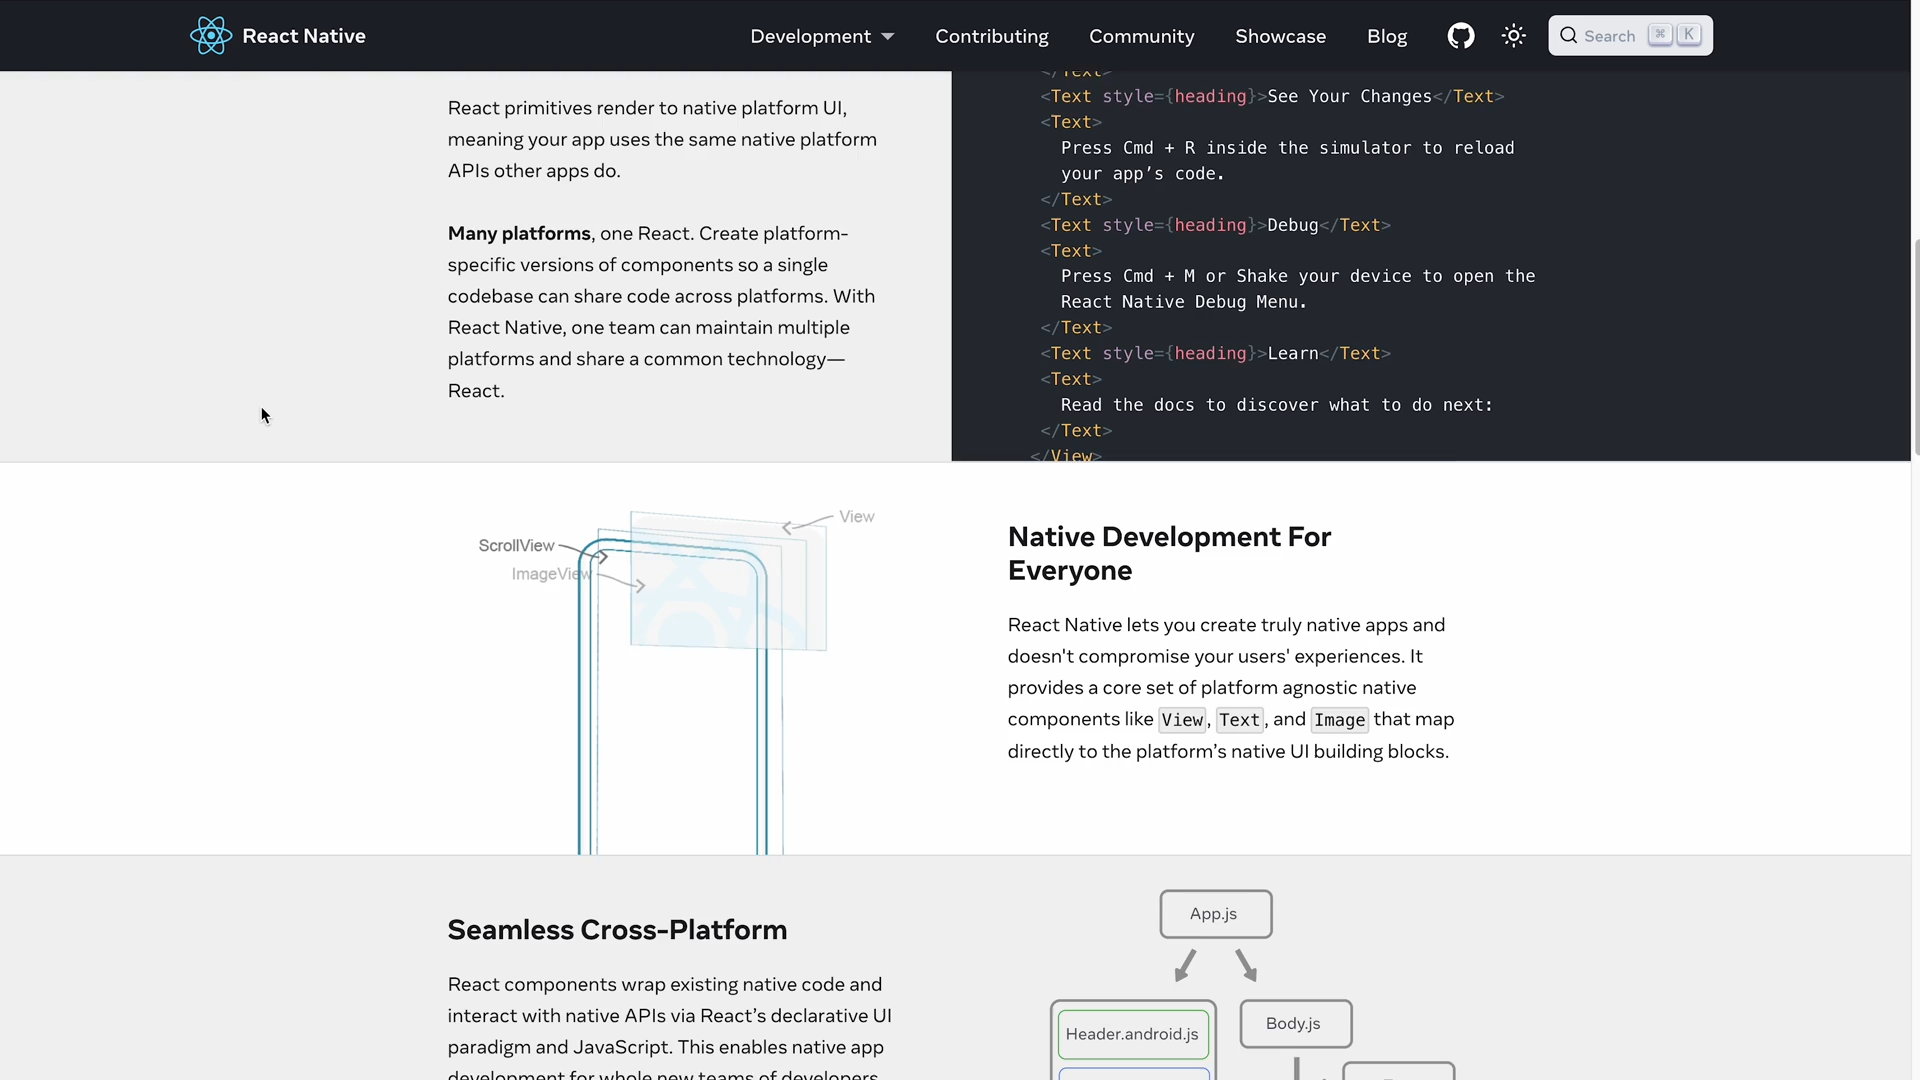 React Native
Development
Contributing
Community
Showcase
Blog
Search ⌘ K
React primitives render to native platform UI,
meaning your app uses the same native platform
APIs other apps do.
Many platforms, one React. Create platform-
specific versions of components so a single
codebase can share code across platforms. With
React Native, one team can maintain multiple
platforms and share a common technology—
React.
</Text>
<Text style={heading}>See Your Changes</Text>
<Text>
Press Cmd + R inside the simulator to reload
your app’s code.
</Text>
<Text style={heading}>Debug</Text>
<Text>
Press Cmd + M or Shake your device to open the
React Native Debug Menu.
</Text>
<Text style={heading}>Learn</Text>
<Text>
Read the docs to discover what to do next:
</Text>
</View>
View
ScrollView
ImageView
Native Development For
Everyone
React Native lets you create truly native apps and
doesn't compromise your users' experiences. It
provides a core set of platform agnostic native
components like View, Text, and Image that map
directly to the platform’s native UI building blocks.
Seamless Cross-Platform
React components wrap existing native code and
interact with native APIs via React’s declarative UI
paradigm and JavaScript. This enables native app
development for whole new teams of developers
App.js
Header.android.js
Body.js